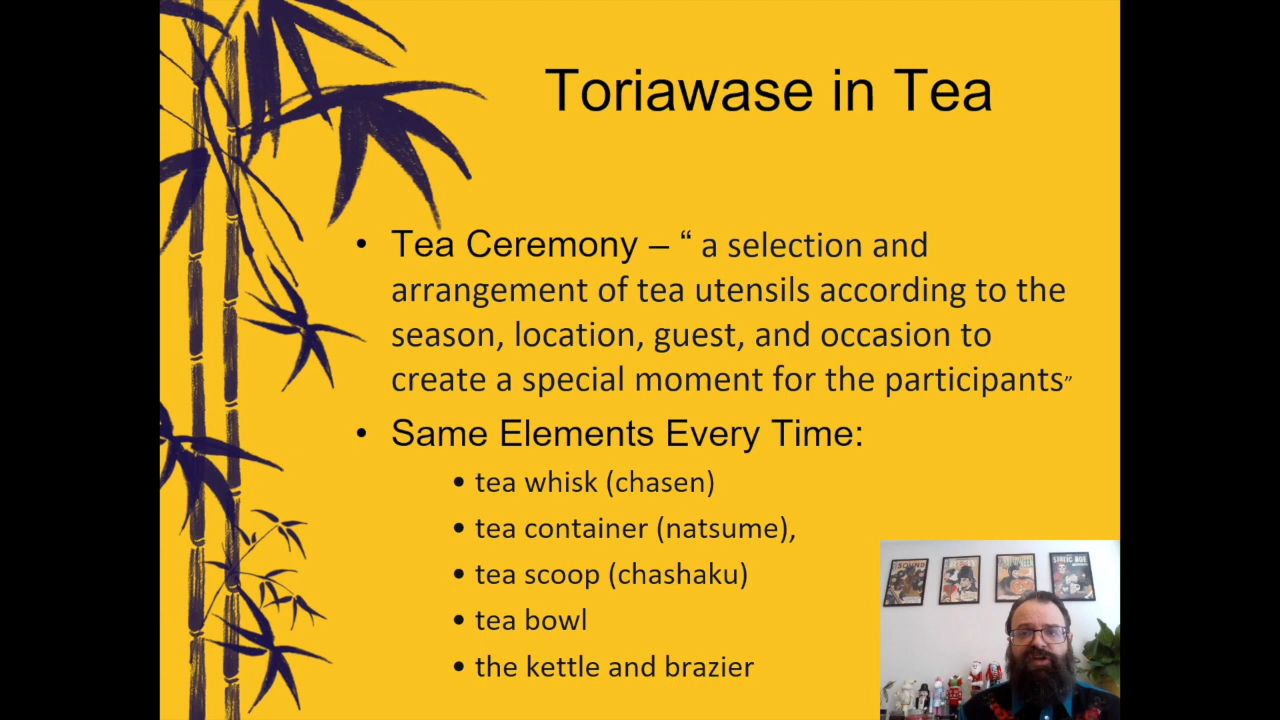 Toriawase in Tea
• Tea Ceremony – “ a selection and
arrangement of tea utensils according to the
season, location, guest, and occasion to
create a special moment for the participants”
• Same Elements Every Time:
• tea whisk (chasen)
• tea container (natsume),
• tea scoop (chashaku)
• tea bowl
• the kettle and brazier
SOUND